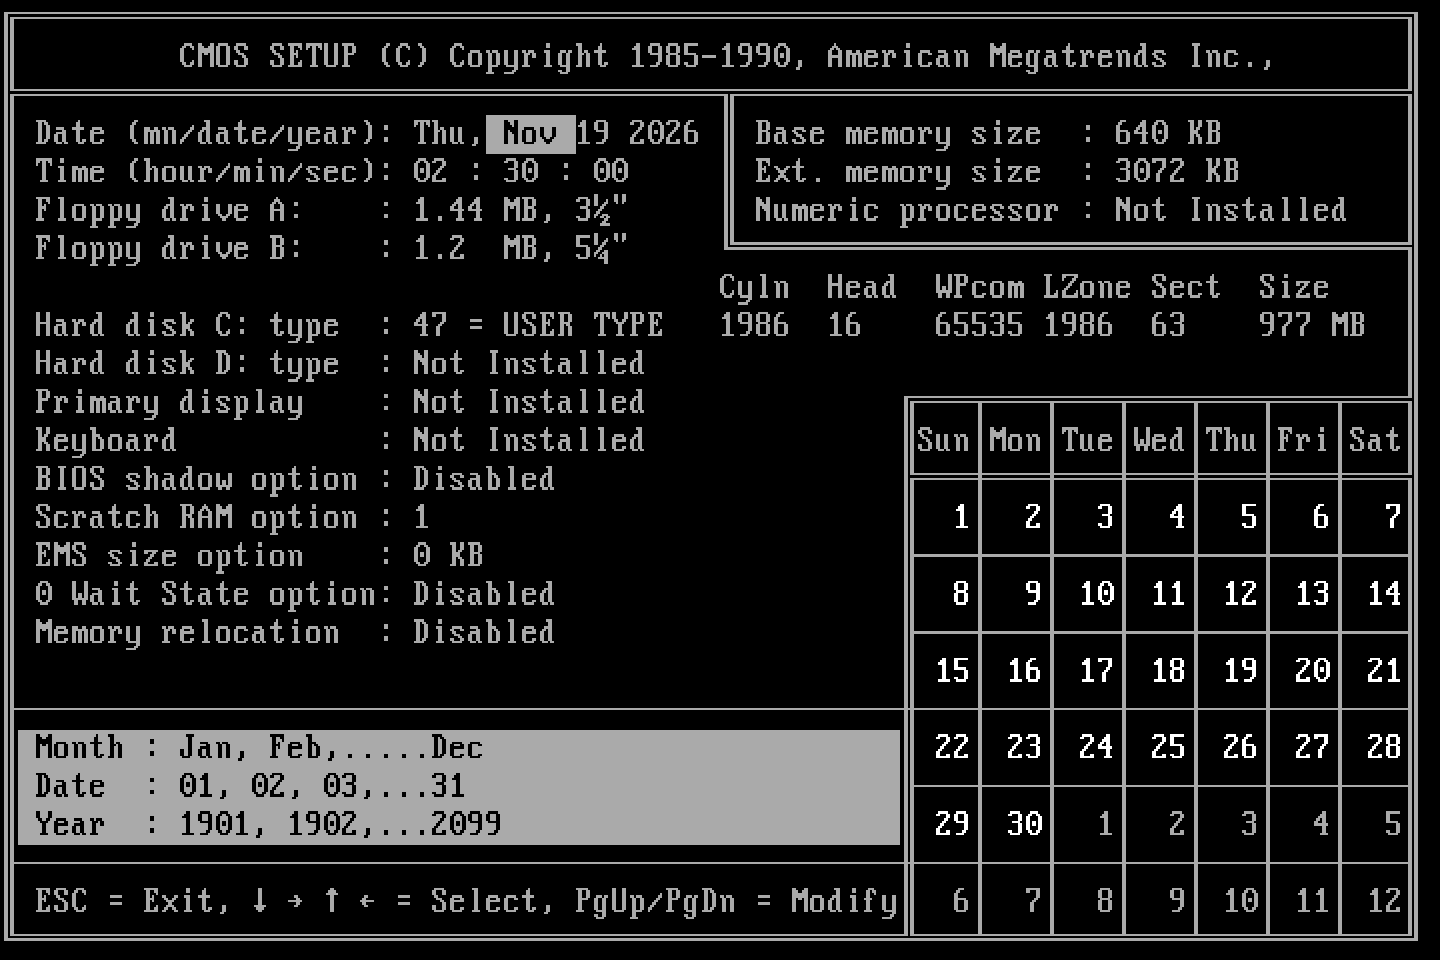 CMOS SETUP (C) Copyright 1985-1990, American Megatrends Inc.,
Date (mn/date/year): Thu, Nov 19 2026
Time (hour/min/sec): 02 : 30 : 00
Floppy drive A:    : 1.44 MB, 3½"
Floppy drive B:    : 1.2  MB, 5¼"
Base memory size  : 640 KB
Ext. memory size  : 3072 KB
Numeric processor : Not Installed
Cyln  Head  WPcom LZone Sect  Size
Hard disk C: type  : 47 = USER TYPE   1986  16    65535 1986  63    977 MB
Hard disk D: type  : Not Installed
Primary display    : Not Installed
Keyboard           : Not Installed
BIOS shadow option : Disabled
Scratch RAM option : 1
EMS size option    : 0 KB
0 Wait State option: Disabled
Memory relocation  : Disabled
Sun Mon Tue Wed Thu Fri Sat
1 2 3 4 5 6 7
8 9 10 11 12 13 14
15 16 17 18 19 20 21
22 23 24 25 26 27 28
29 30 1 2 3 4 5
6 7 8 9 10 11 12
Month : Jan, Feb,.....Dec
Date  : 01, 02, 03,...31
Year  : 1901, 1902,...2099
ESC = Exit, ↓ → ↑ ← = Select, PgUp/PgDn = Modify